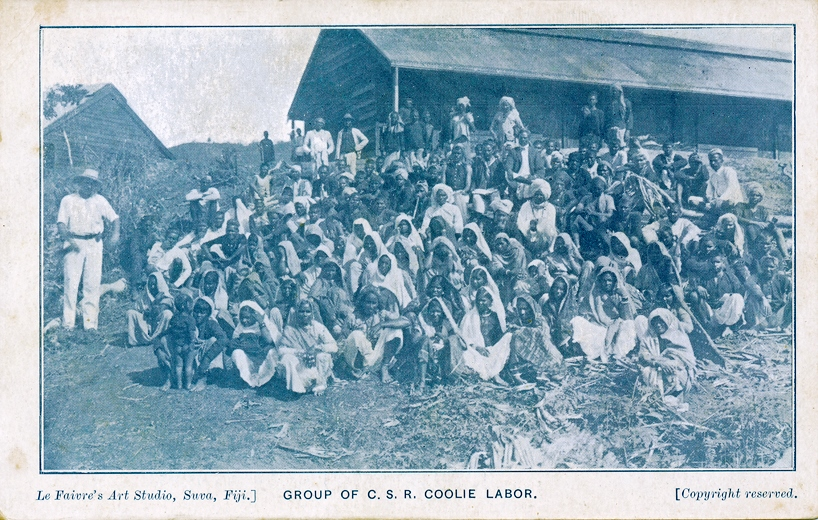 Le Faivre's Art Studio, Suva, Fiji.] GROUP OF C. S. R. COOLIE LABOR. [Copyright reserved.